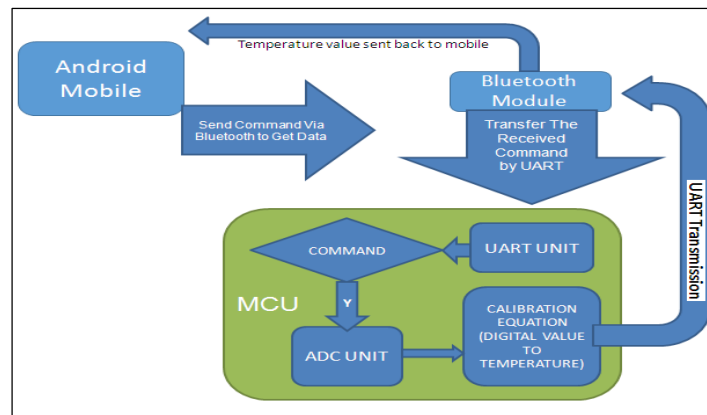 Temperature value sent back to mobile
Android
Mobile
Bluetooth
Module
Send Command Via
Bluetooth to Get Data
Transfer The
Received
Command
by UART
UART Transmission
COMMAND
UART UNIT
MCU
Y
CALIBRATION
EQUATION
(DIGITAL VALUE
TO
TEMPERATURE)
ADC UNIT